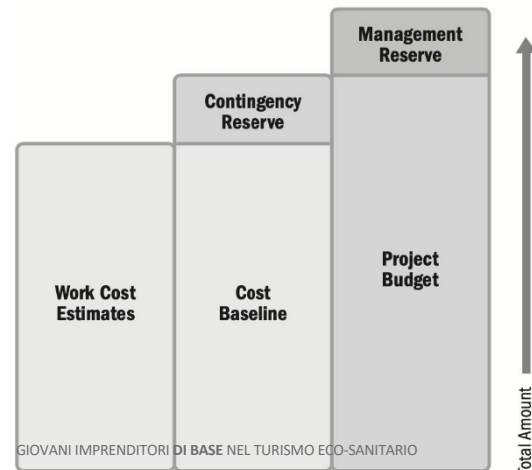 Management
Reserve
Contingency
Reserve
Work Cost
Estimates
Cost
Baseline
Project
Budget
GIOVANI IMPRENDITORI DI BASE NEL TURISMO ECO-SANITARIO
otal Amount